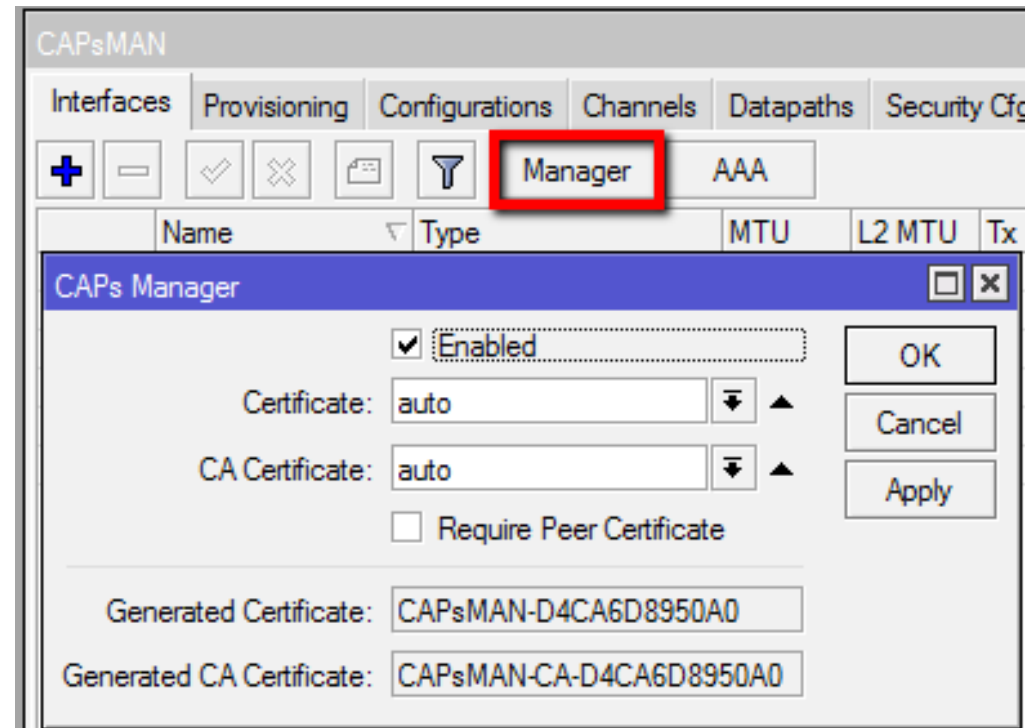 CAPsMAN
Interfaces Provisioning Configurations Channels Datapaths Security Cfg
Manager AAA
Name Type MTU L2 MTU Tx
CAPs Manager
Enabled OK
Certificate: auto
Cancel
CA Certificate: auto
Apply
Require Peer Certificate
Generated Certificate: CAPsMAN-D4CA6D8950A0
Generated CA Certificate: CAPsMAN-CA-D4CA6D8950A0